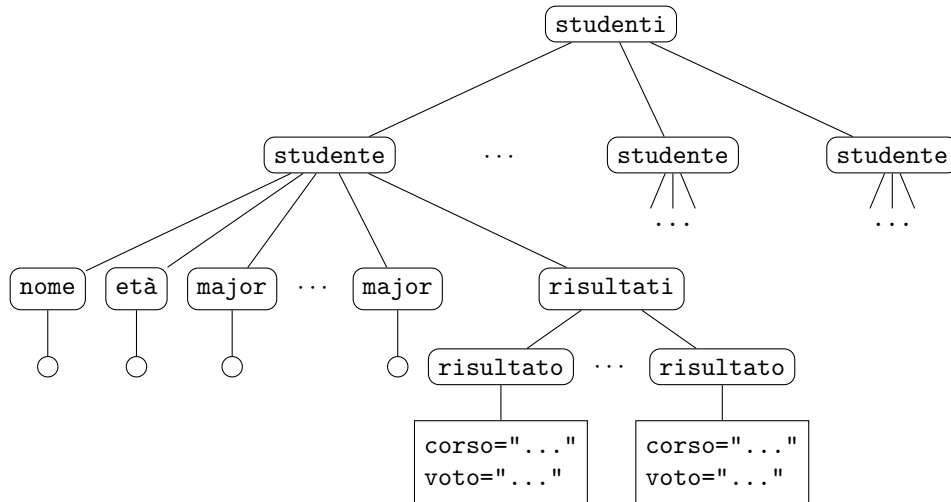 studenti
studente ... studente studente
... ...
nome età major ... major risultati
risultato ... risultato
corso="..." corso="..."
voto="..." voto="..."